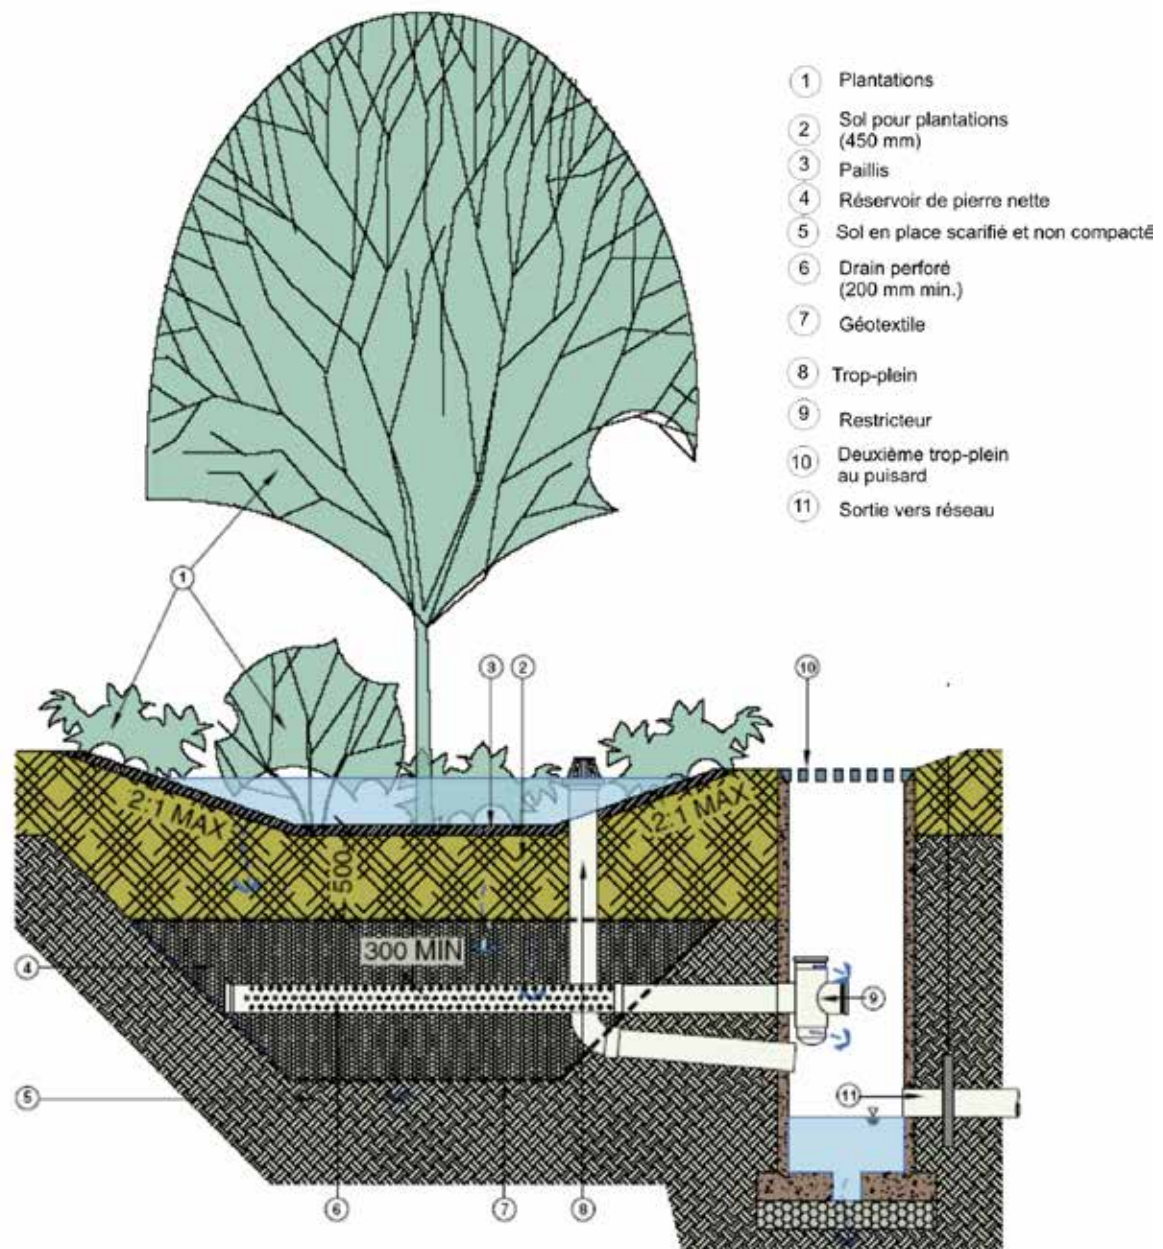 1 Plantations
2 Sol pour plantations
(450 mm)
3 Paillis
4 Réservoir de pierre nette
5 Sol en place scarifié et non compacté
6 Drain perforé
(200 mm min.)
7 Géotextile
8 Trop-plein
9 Restricteur
10 Deuxième trop-plein
au puisard
11 Sortie vers réseau
1
3 2 10
2:1 MAX
2:1 MAX
500
300 MIN
4
9
5
11
6
7
8